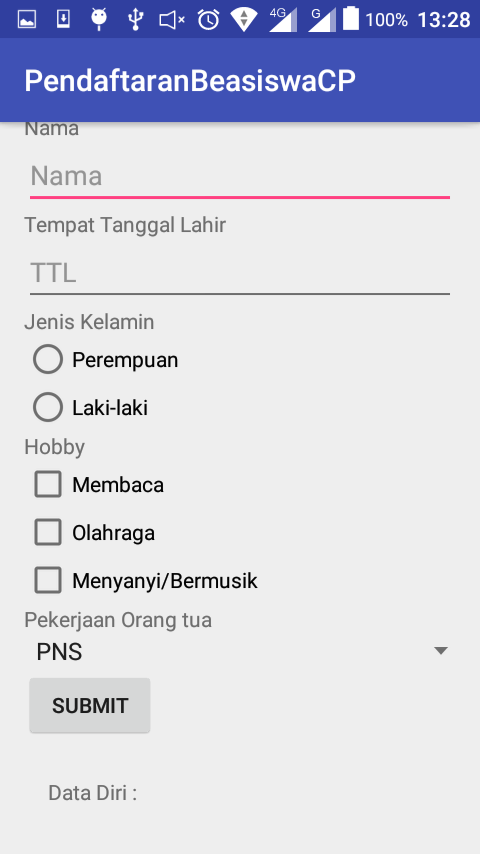 4G G 100% 13:28
PendaftaranBeasiswaCP
Nama
Nama
Tempat Tanggal Lahir
TTL
Jenis Kelamin
Perempuan
Laki-laki
Hobby
Membaca
Olahraga
Menyanyi/Bermusik
Pekerjaan Orang tua
PNS
SUBMIT
Data Diri :